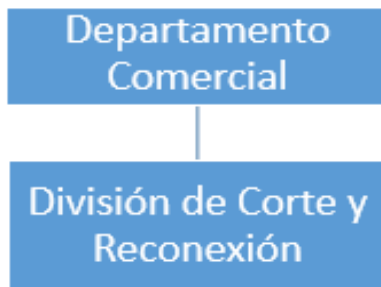 Departamento
Comercial
División de Corte y
Reconexión